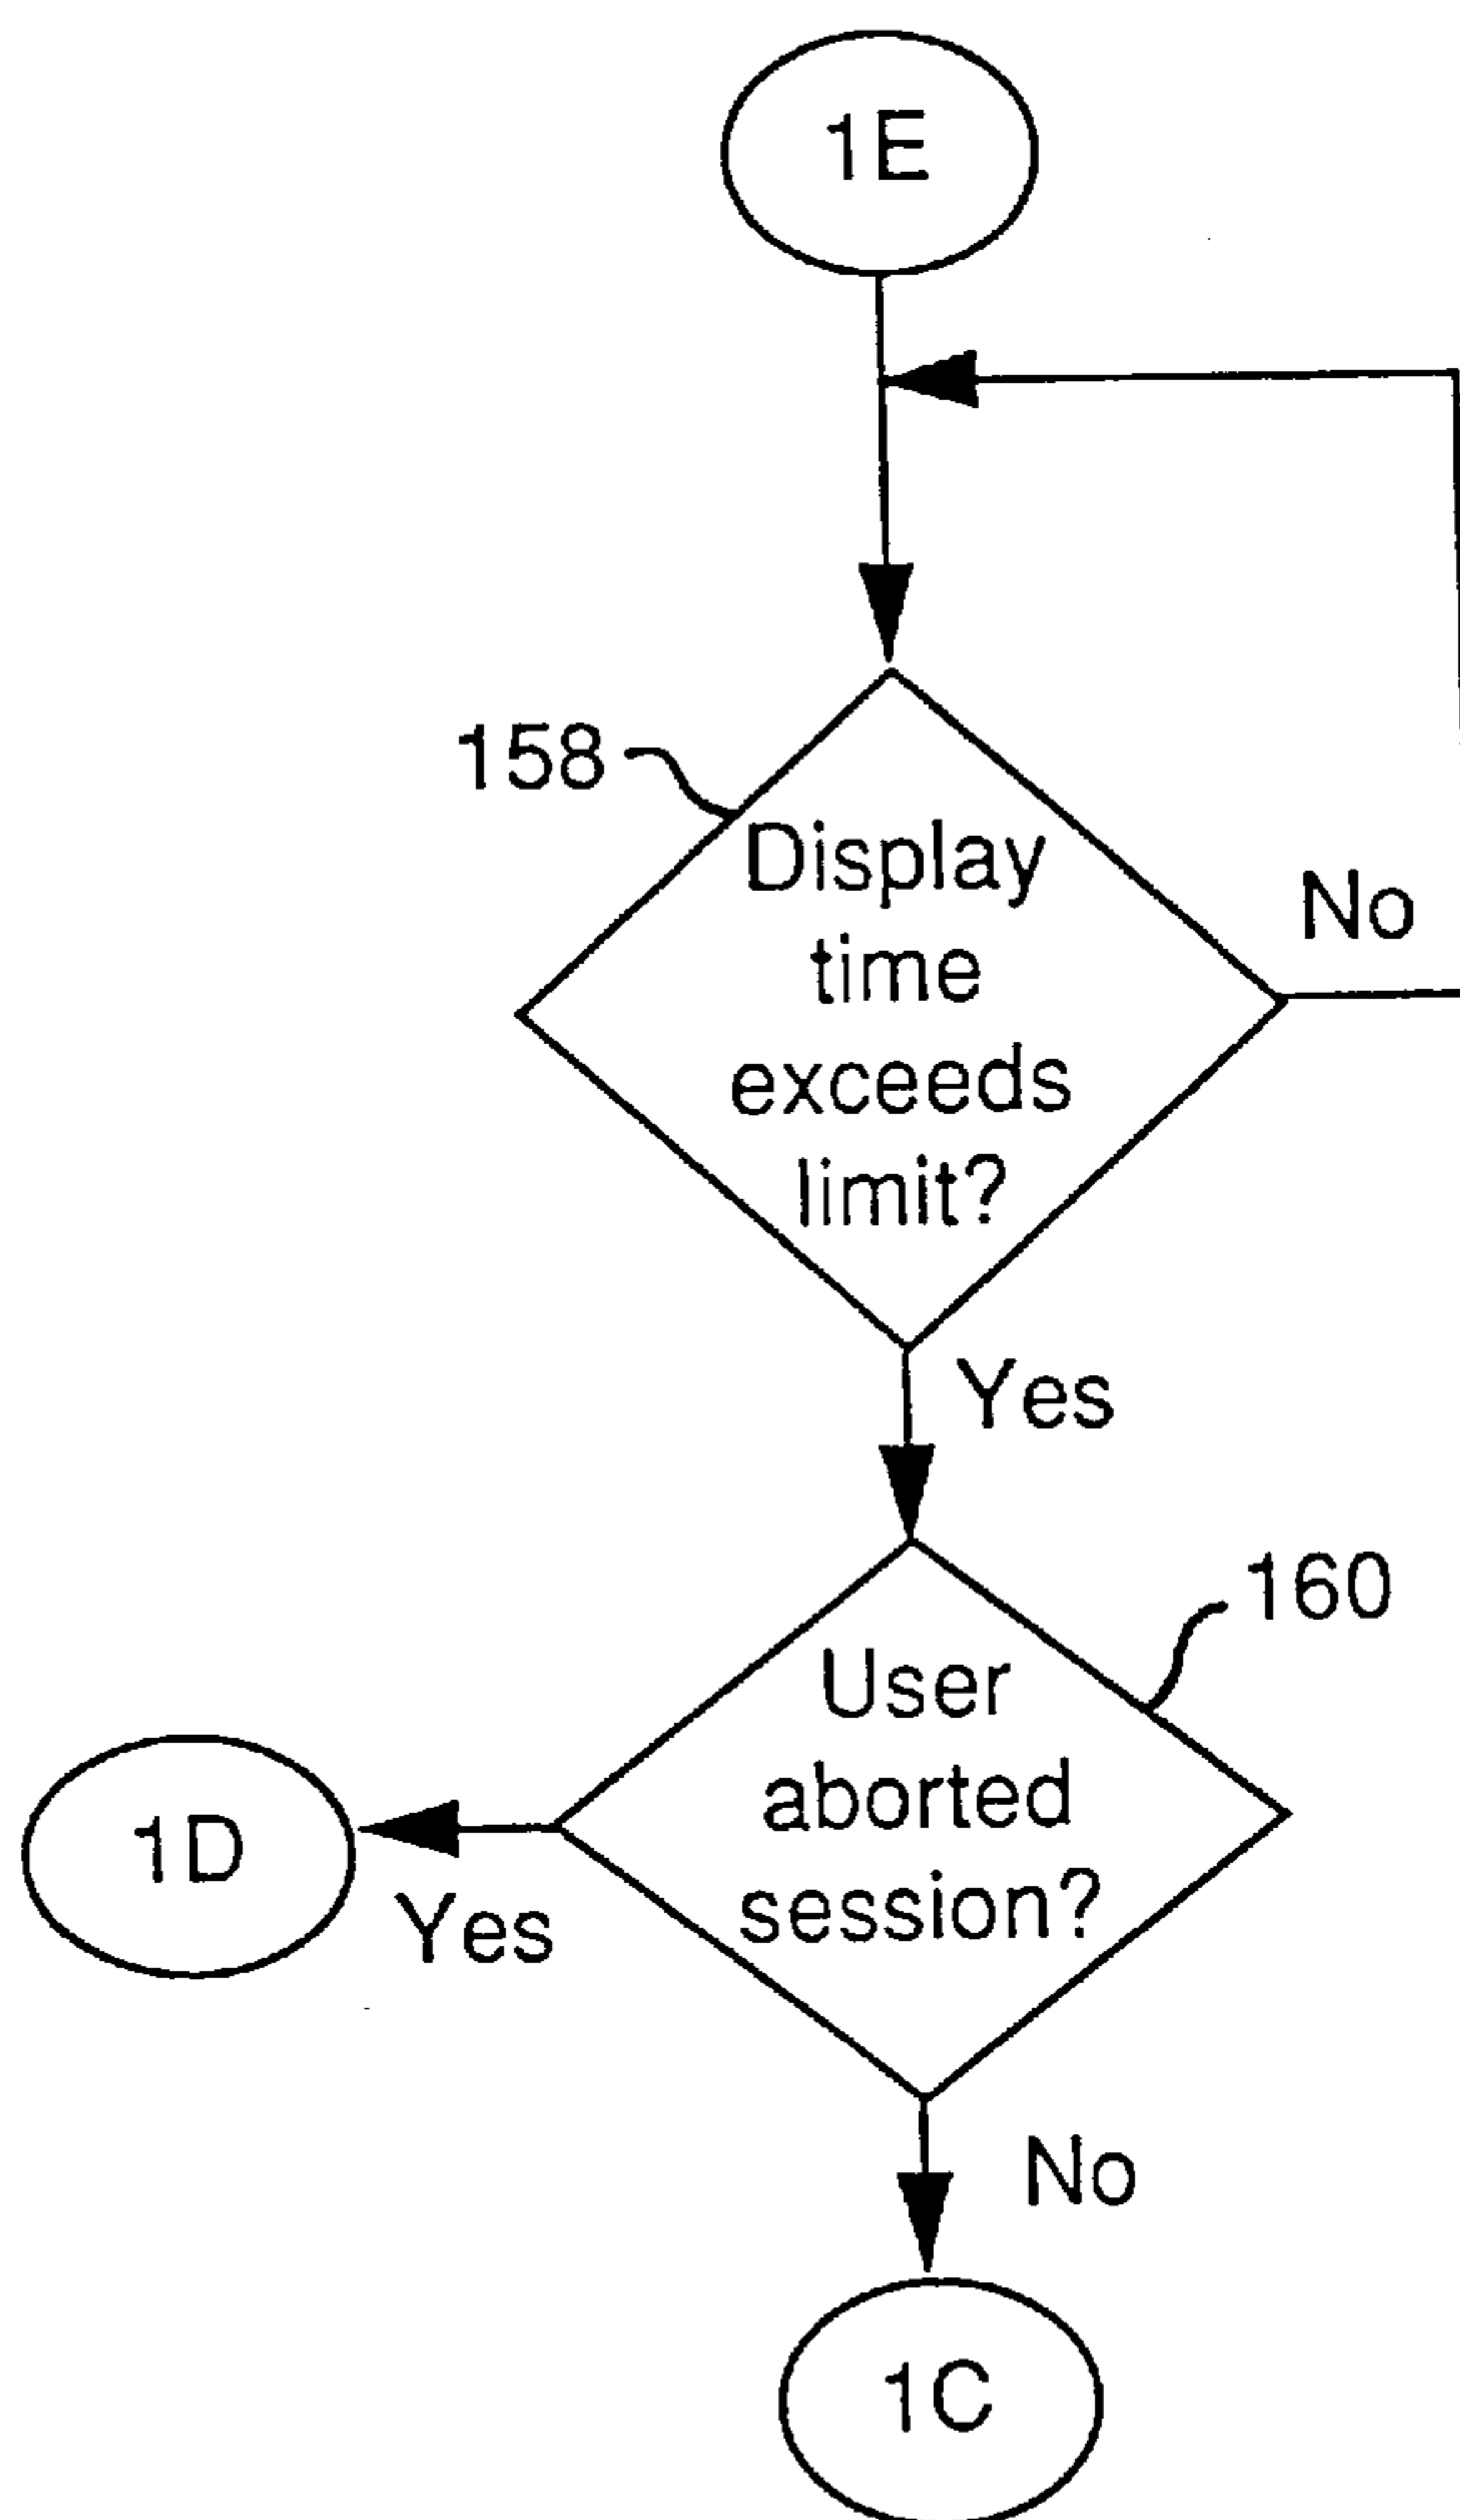 1E
158
Display
time
exceeds
limit?
No
Yes
160
User
aborted
session?
1D
Yes
No
1C